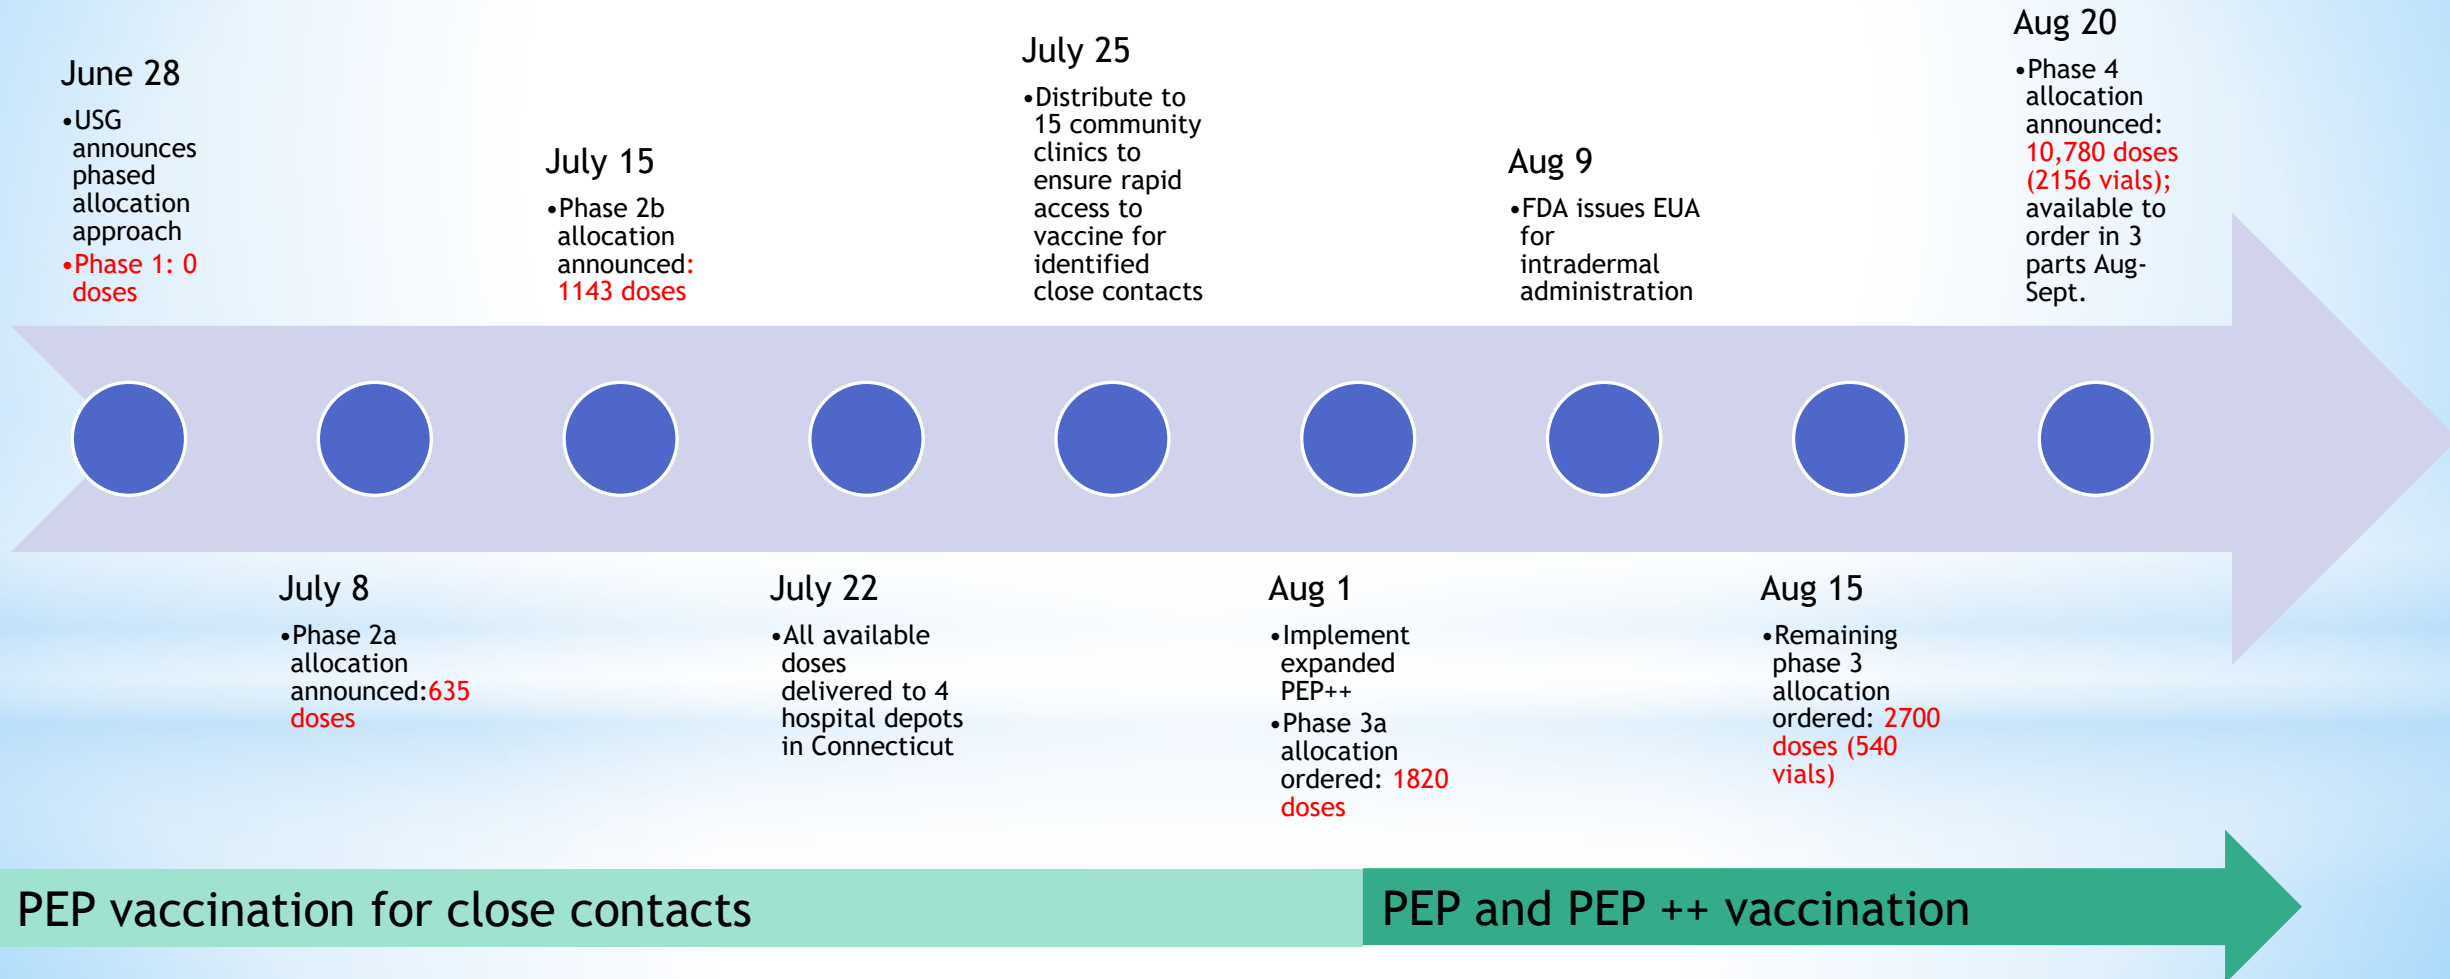 June 28
•USG
announces
phased
allocation
approach
•Phase 1: 0
doses
July 8
•Phase 2a
allocation
announced:635
doses
July 15
•Phase 2b
allocation
announced:
1143 doses
July 22
•All available
doses
delivered to 4
hospital depots
in Connecticut
July 25
•Distribute to
15 community
clinics to
ensure rapid
access to
vaccine for
identified
close contacts
Aug 1
•Implement
expanded
PEP++
•Phase 3a
allocation
ordered: 1820
doses
Aug 9
•FDA issues EUA
for
intradermal
administration
Aug 15
•Remaining
phase 3
allocation
ordered: 2700
doses (540
vials)
Aug 20
•Phase 4
allocation
announced:
10,780 doses
(2156 vials);
available to
order in 3
parts Aug-
Sept.
PEP vaccination for close contacts
PEP and PEP ++ vaccination